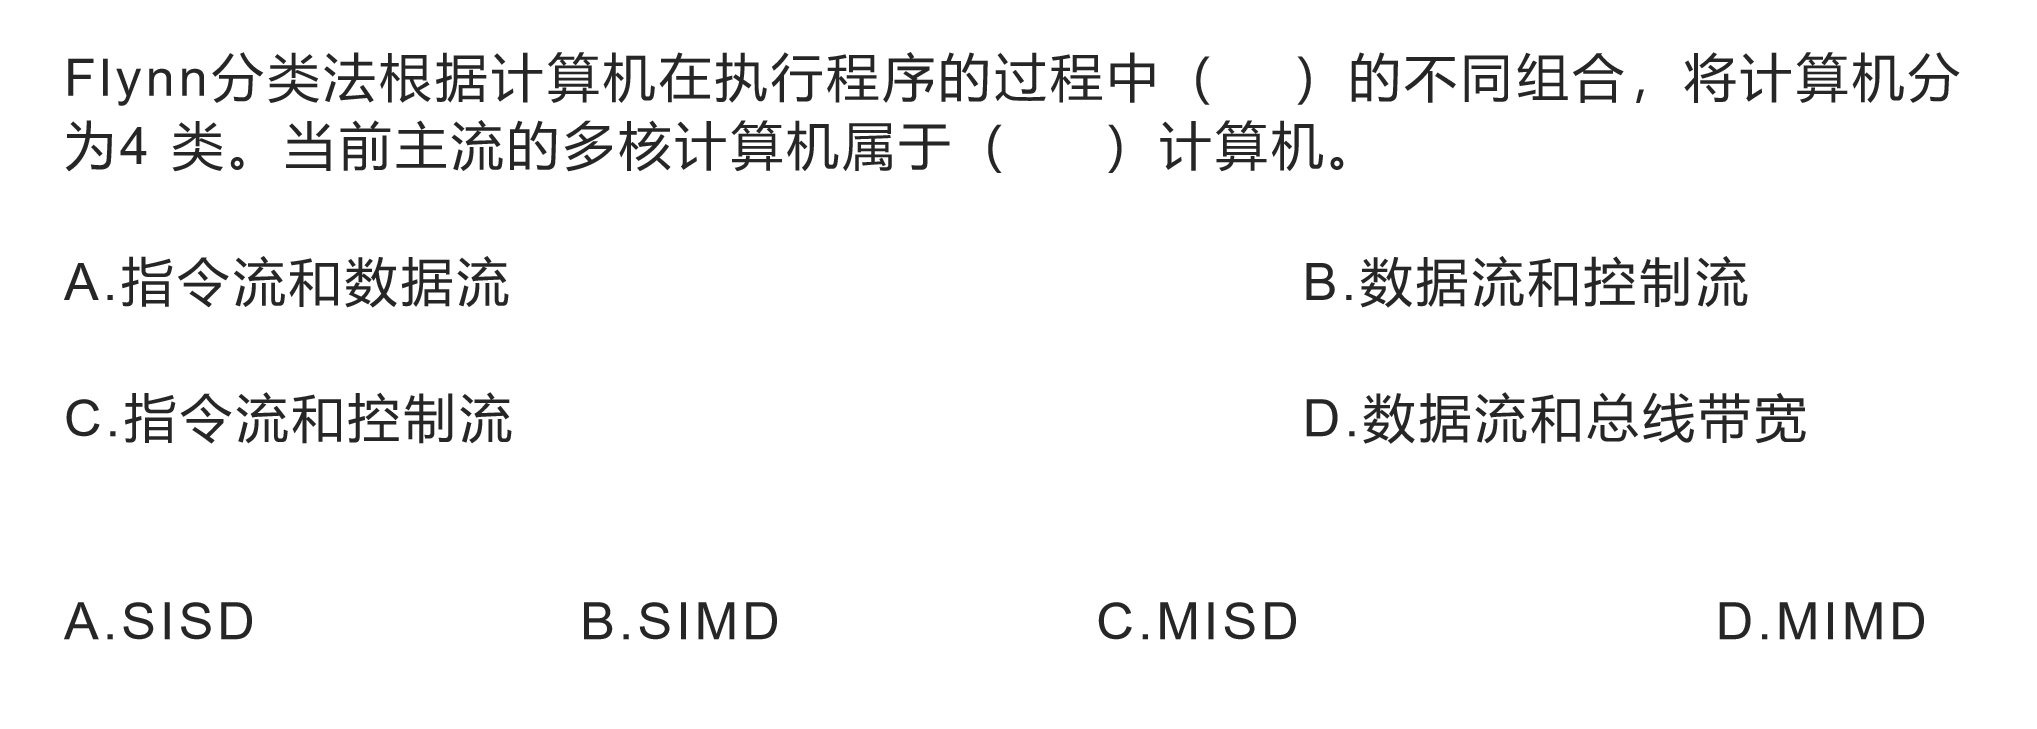 Flynn分类法根据计算机在执行程序的过程中（ ）的不同组合，将计算机分
为4 类。当前主流的多核计算机属于（ ）计算机。
A.指令流和数据流 B.数据流和控制流
C.指令流和控制流 D.数据流和总线带宽
A.SISD B.SIMD C.MISD D.MIMD